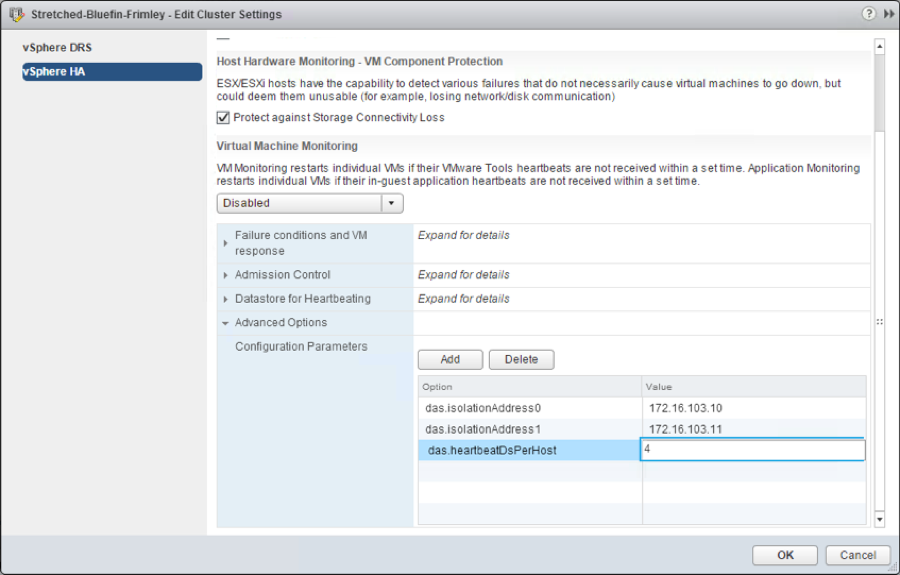 Stretched-Bluefin-Frimley - Edit Cluster Settings
vSphere DRS
vSphere HA
Host Hardware Monitoring - VM Component Protection
ESX/ESXi hosts have the capability to detect various failures that do not necessarily cause virtual machines to go down, but
could deem them unusable (for example, losing network/disk communication)
Protect against Storage Connectivity Loss
Virtual Machine Monitoring
VM Monitoring restarts individual VMs if their VMware Tools heartbeats are not received within a set time. Application Monitoring
restarts individual VMs if their in-guest application heartbeats are not received within a set time.
Disabled
Failure conditions and VM
response
Expand for details
Admission Control
Expand for details
Datastore for Heartbeating
Expand for details
Advanced Options
Configuration Parameters
Add Delete
Option Value
das.isolationAddress0 172.16.103.10
das.isolationAddress1 172.16.103.11
das.heartbeatDsPerHost 4
OK Cancel